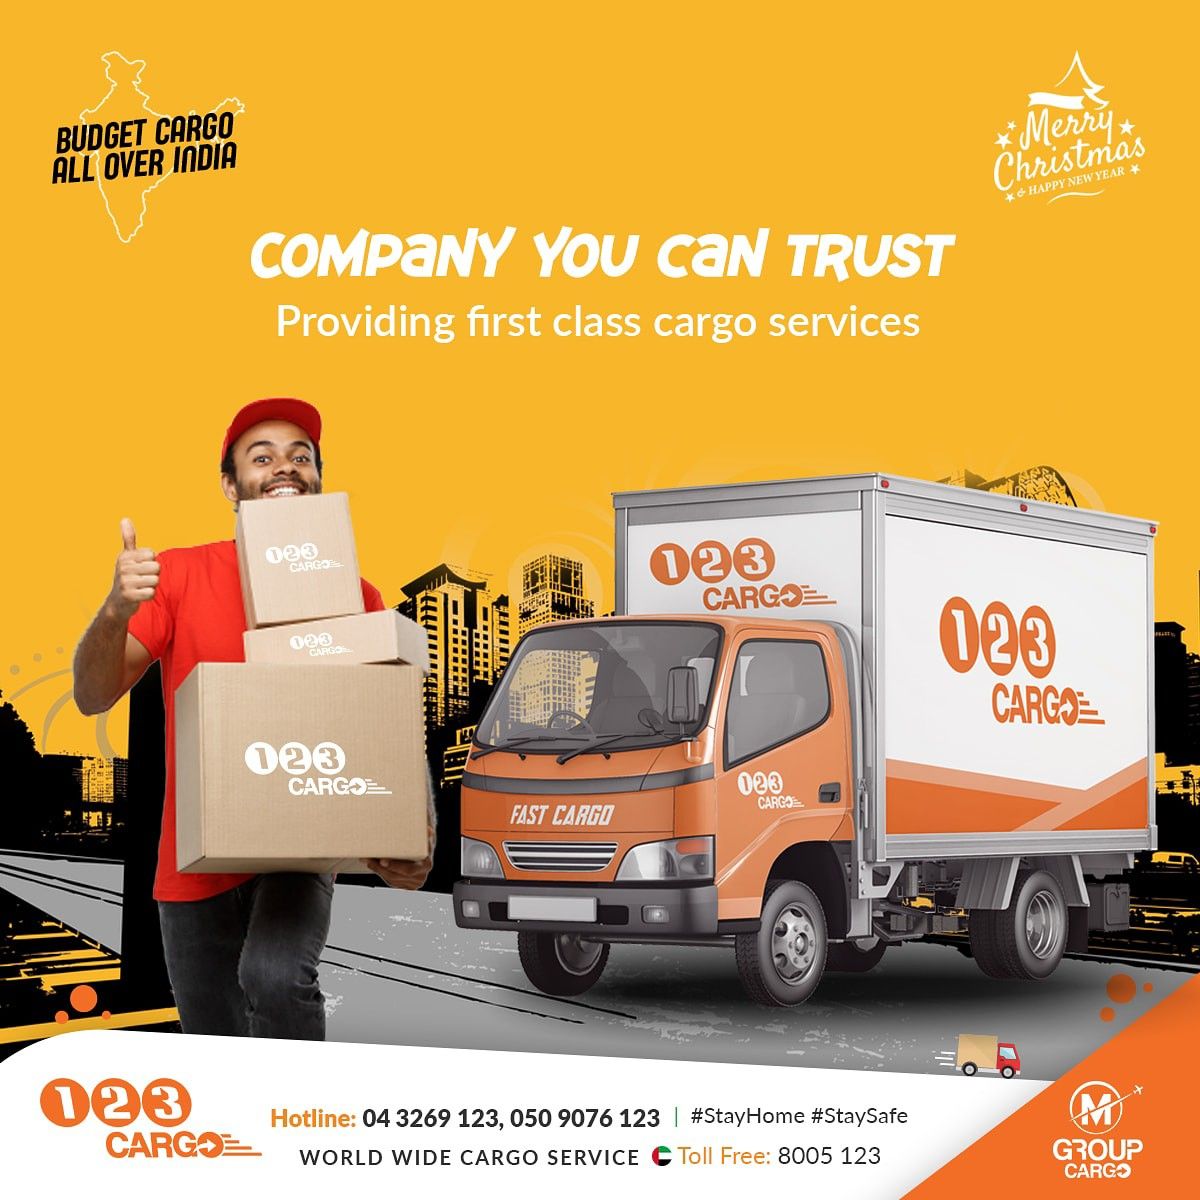 BUDGET CARGO
ALL OVER INDIA
Merry
Christmas
& HAPPY NEW YEAR
COMPANY YOU CAN TRUST
Providing first class cargo services
123
CARGO
123
CARGO
123
CARGO
123
CARGO
123
CARGO
123
CARGO
FAST CARGO
123
CARGO
Hotline: 04 3269 123, 050 9076 123 | #StayHome #StaySafe
WORLD WIDE CARGO SERVICE Toll Free: 8005 123
M
GROUP
CARGO